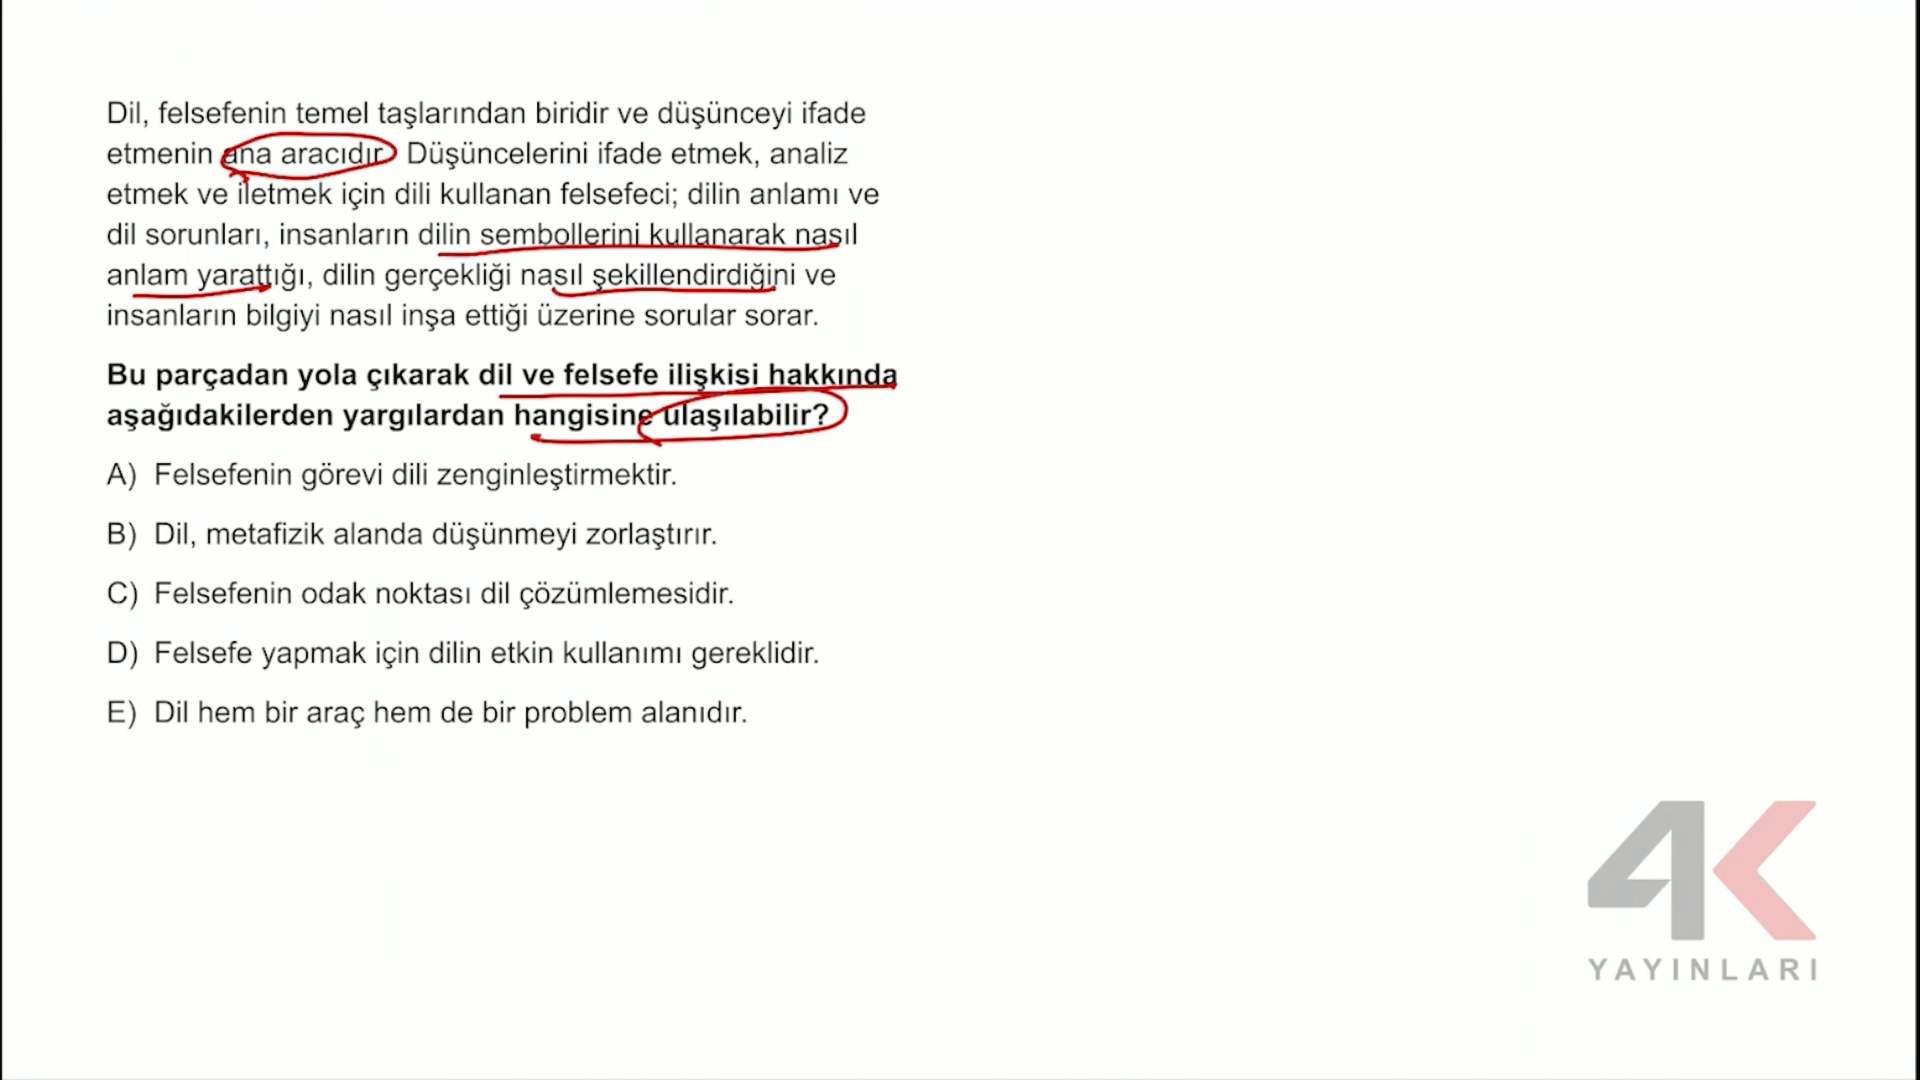 Dil, felsefenin temel taşlarından biridir ve düşünceyi ifade
etmenin ana aracıdır. Düşüncelerini ifade etmek, analiz
etmek ve iletmek için dili kullanan felsefeci; dilin anlamı ve
dil sorunları, insanların dilin sembollerini kullanarak nasıl
anlam yarattığı, dilin gerçekliği nasıl şekillendirdiğini ve
insanların bilgiyi nasıl inşa ettiği üzerine sorular sorar.
Bu parçadan yola çıkarak dil ve felsefe ilişkisi hakkında
aşağıdakilerden yargılardan hangisine ulaşılabilir?
A) Felsefenin görevi dili zenginleştirmektir.
B) Dil, metafizik alanda düşünmeyi zorlaştırır.
C) Felsefenin odak noktası dil çözümlemesidir.
D) Felsefe yapmak için dilin etkin kullanımı gereklidir.
E) Dil hem bir araç hem de bir problem alanıdır.
4K
YAYINLARI